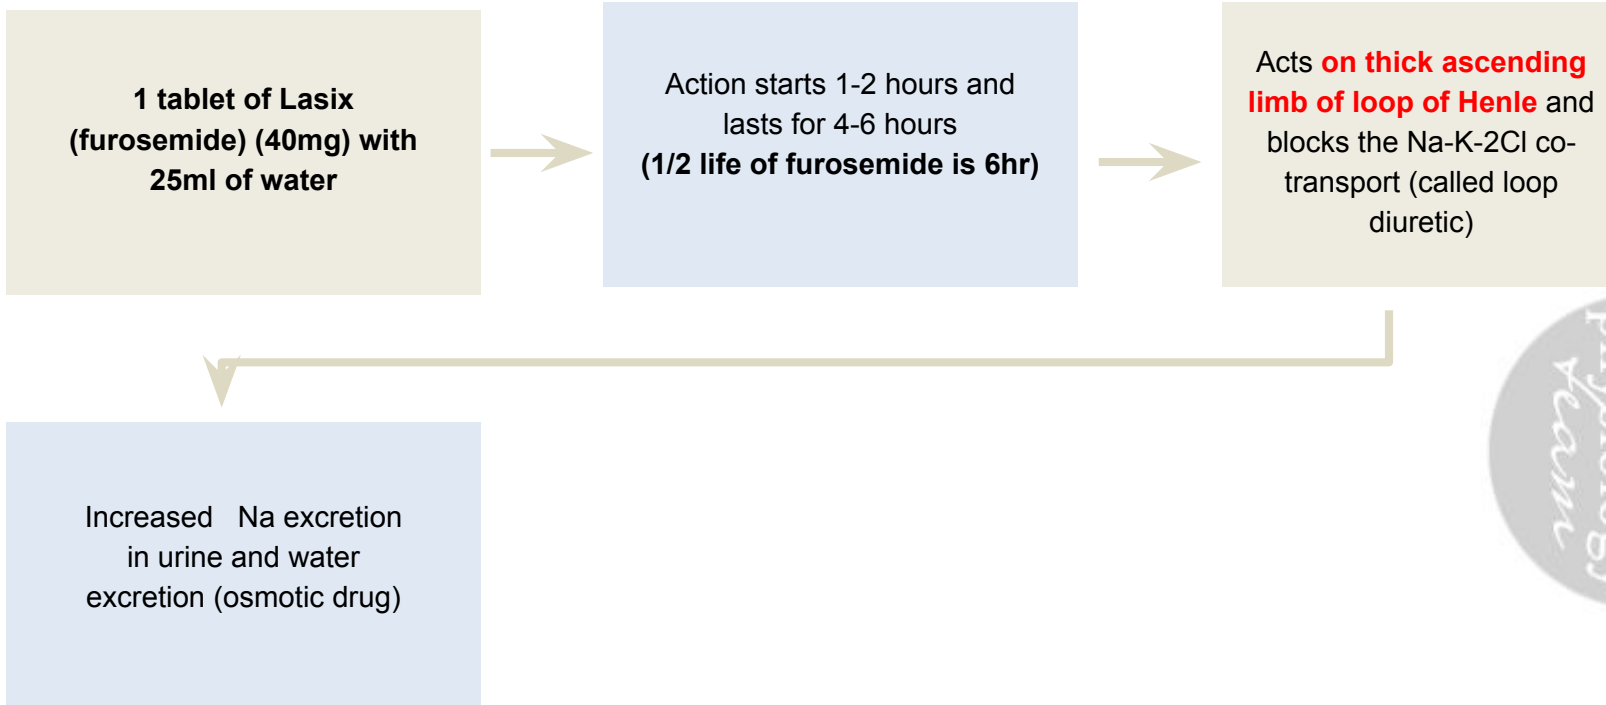 1 tablet of Lasix
(furosemide) (40mg) with
25ml of water
Action starts 1-2 hours and
lasts for 4-6 hours
(1/2 life of furosemide is 6hr)
Acts on thick ascending
limb of loop of Henle and
blocks the Na-K-2Cl co-
transport (called loop
diuretic)
Increased   Na excretion
in urine and water
excretion (osmotic drug)
team